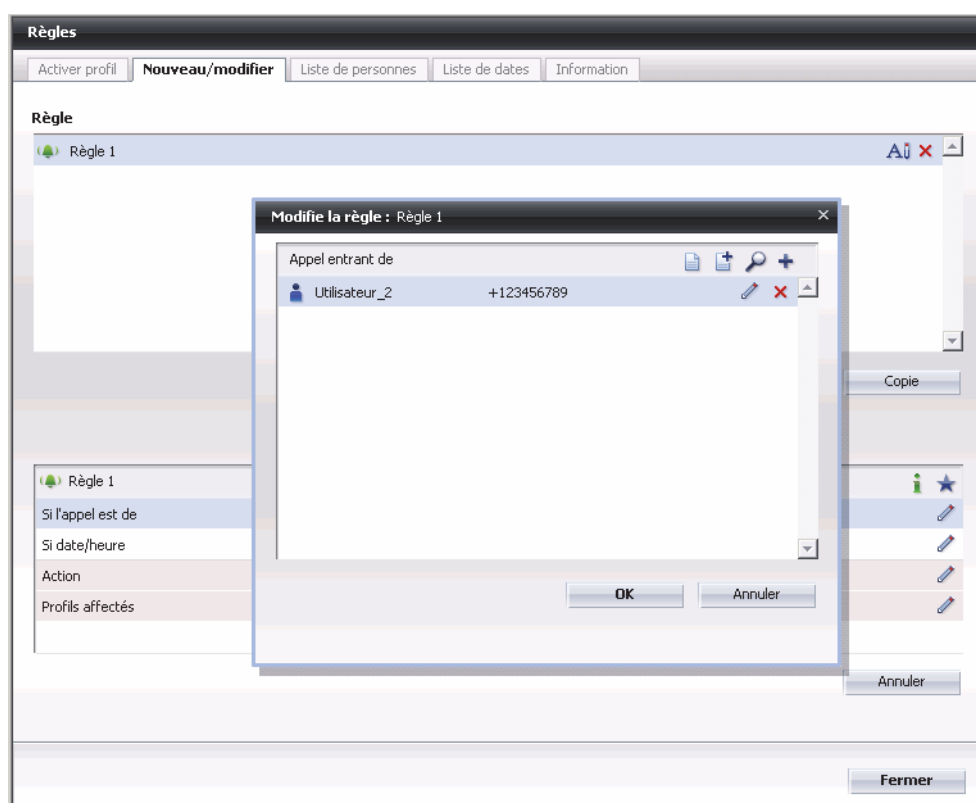 Règles
Activer profil Nouveau/modifier Liste de personnes Liste de dates Information
Règle
Règle 1
Modifie la règle : Règle 1
Appel entrant de
Utilisateur_2 +123456789
OK Annuler
Copie
Règle 1
Si l'appel est de
Si date/heure
Action
Profils affectés
Annuler
Fermer